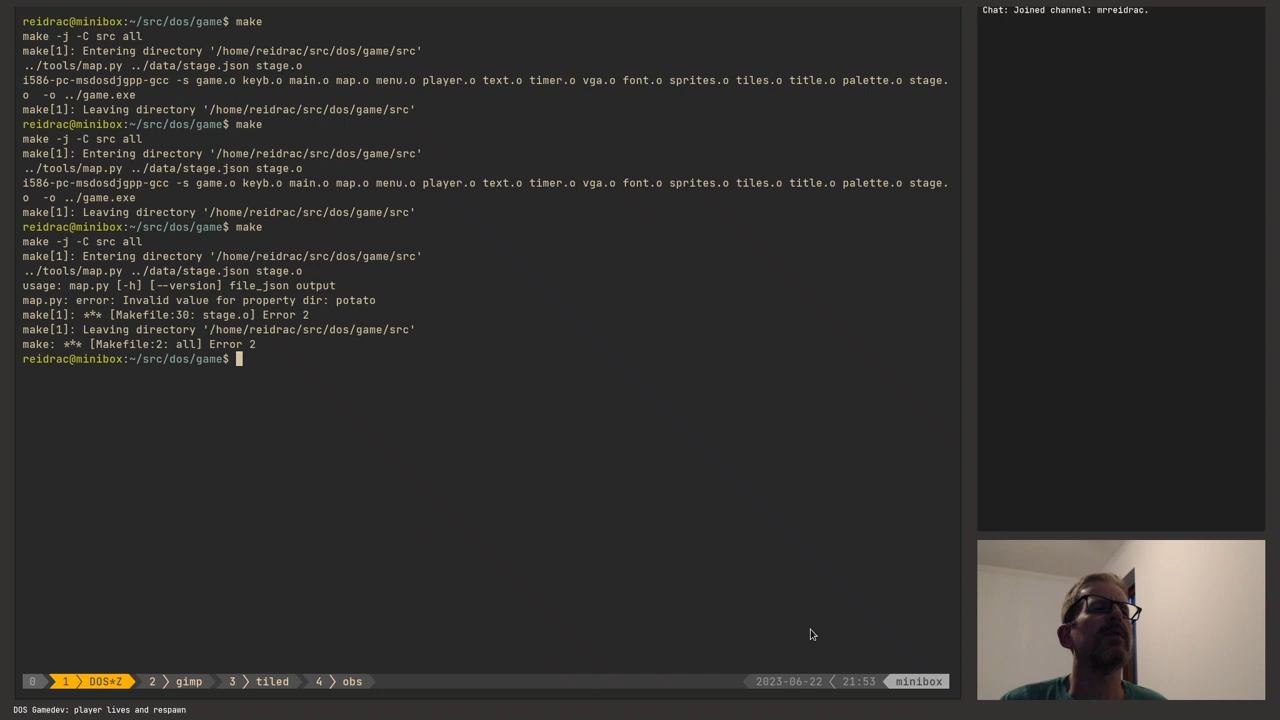 reidrac@minibox:~/src/dos/game$ make
make -j -C src all
make[1]: Entering directory '/home/reidrac/src/dos/game/src'
../tools/map.py ../data/stage.json stage.o
i586-pc-msdosdjgpp-gcc -s game.o keyb.o main.o map.o menu.o player.o text.o timer.o vga.o font.o sprites.o tiles.o title.o palette.o stage.
o  -o ../game.exe
make[1]: Leaving directory '/home/reidrac/src/dos/game/src'
reidrac@minibox:~/src/dos/game$ make
make -j -C src all
make[1]: Entering directory '/home/reidrac/src/dos/game/src'
../tools/map.py ../data/stage.json stage.o
i586-pc-msdosdjgpp-gcc -s game.o keyb.o main.o map.o menu.o player.o text.o timer.o vga.o font.o sprites.o tiles.o title.o palette.o stage.
o  -o ../game.exe
make[1]: Leaving directory '/home/reidrac/src/dos/game/src'
reidrac@minibox:~/src/dos/game$ make
make -j -C src all
make[1]: Entering directory '/home/reidrac/src/dos/game/src'
../tools/map.py ../data/stage.json stage.o
usage: map.py [-h] [--version] file_json output
map.py: error: Invalid value for property dir: potato
make[1]: *** [Makefile:30: stage.o] Error 2
make[1]: Leaving directory '/home/reidrac/src/dos/game/src'
make: *** [Makefile:2: all] Error 2
reidrac@minibox:~/src/dos/game$
0 1 DOS*Z 2 gimp 3 tiled 4 obs 2023-06-22 21:53 minibox
DOS Gamedev: player lives and respawn
Chat: Joined channel: mrreidrac.